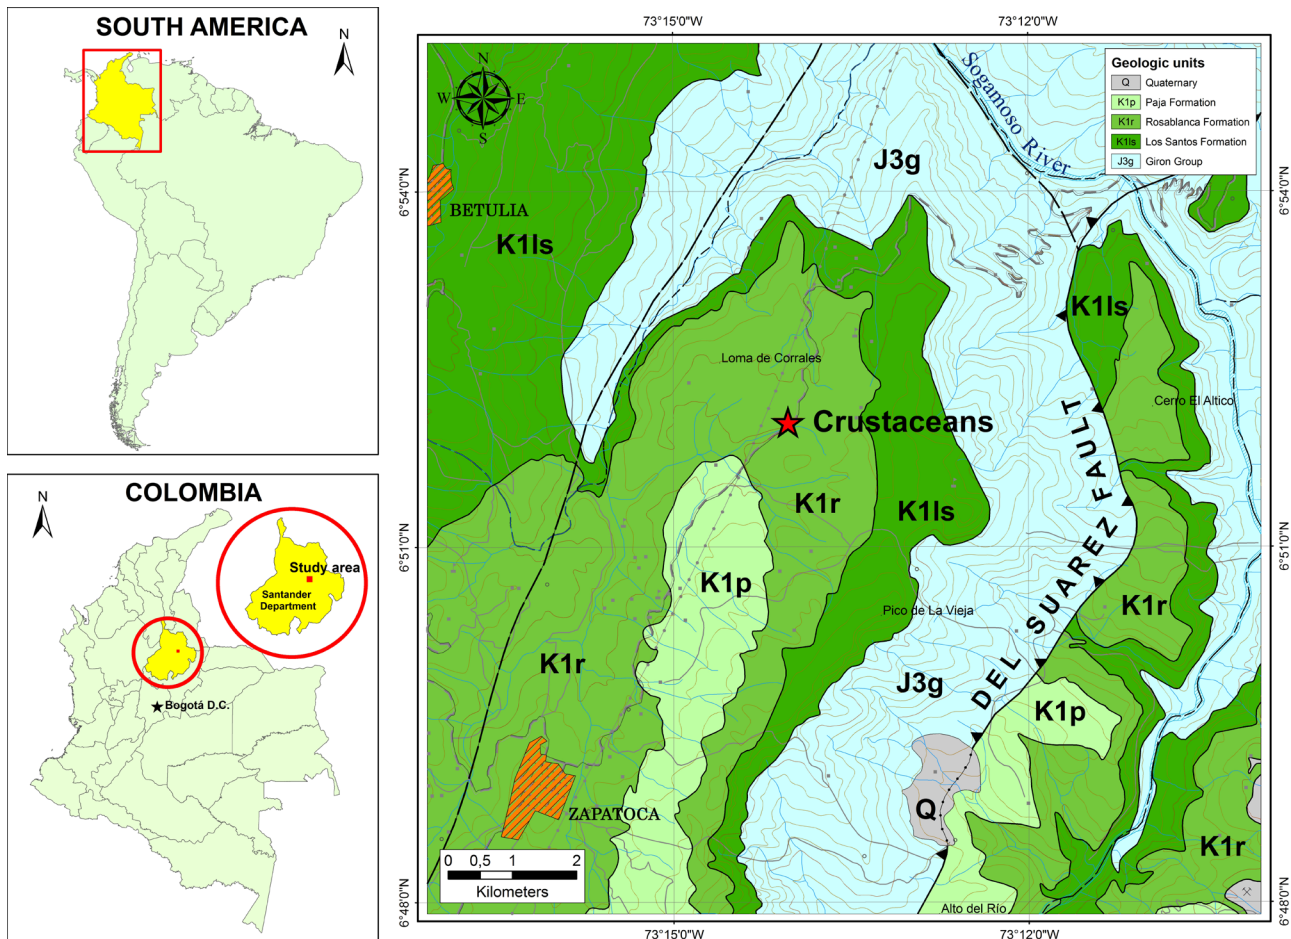 SOUTH AMERICA
N
COLOMBIA
N
Study area
Santander
Department
Bogotá D.C.
73°15'0"W
73°12'0"W
6°54'0"N
6°54'0"N
6°51'0"N
6°51'0"N
6°48'0"N
6°48'0"N
73°15'0"W
73°12'0"W
N
W
E
S
Sogamoso River
Geologic units
Q Quaternary
K1p Paja Formation
K1r Rosablanca Formation
K1ls Los Santos Formation
J3g Giron Group
J3g
BETULIA
K1ls
K1ls
Loma de Corrales
Cerro El Altico
Crustaceans
K1r
K1ls
K1p
Pico de La Vieja
K1r
K1r
J3g
DEL SUAREZ FAULT
K1p
ZAPATOCA
Q
K1r
Alto del Río
0 0,5 1 2
Kilometers